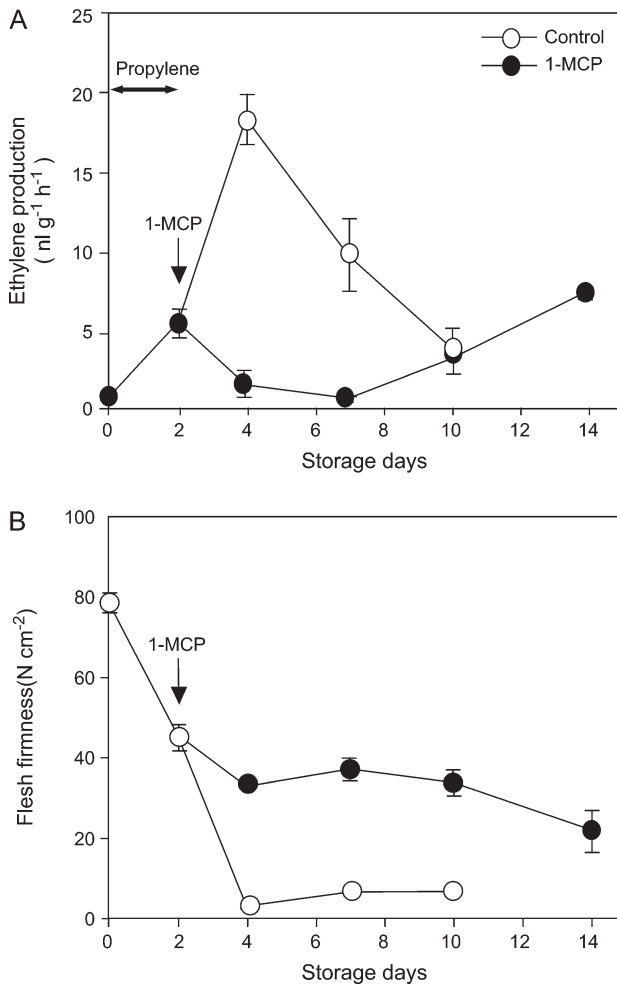 A
25
Control
1-MCP
Propylene
20
15
1-MCP
10
5
0
Ethylene production
( nl g-1 h-1 )
0 2 4 6 8 10 12 14
Storage days
B
100
80
1-MCP
60
40
20
0
Flesh firmness(N cm-2)
0 2 4 6 8 10 12 14
Storage days